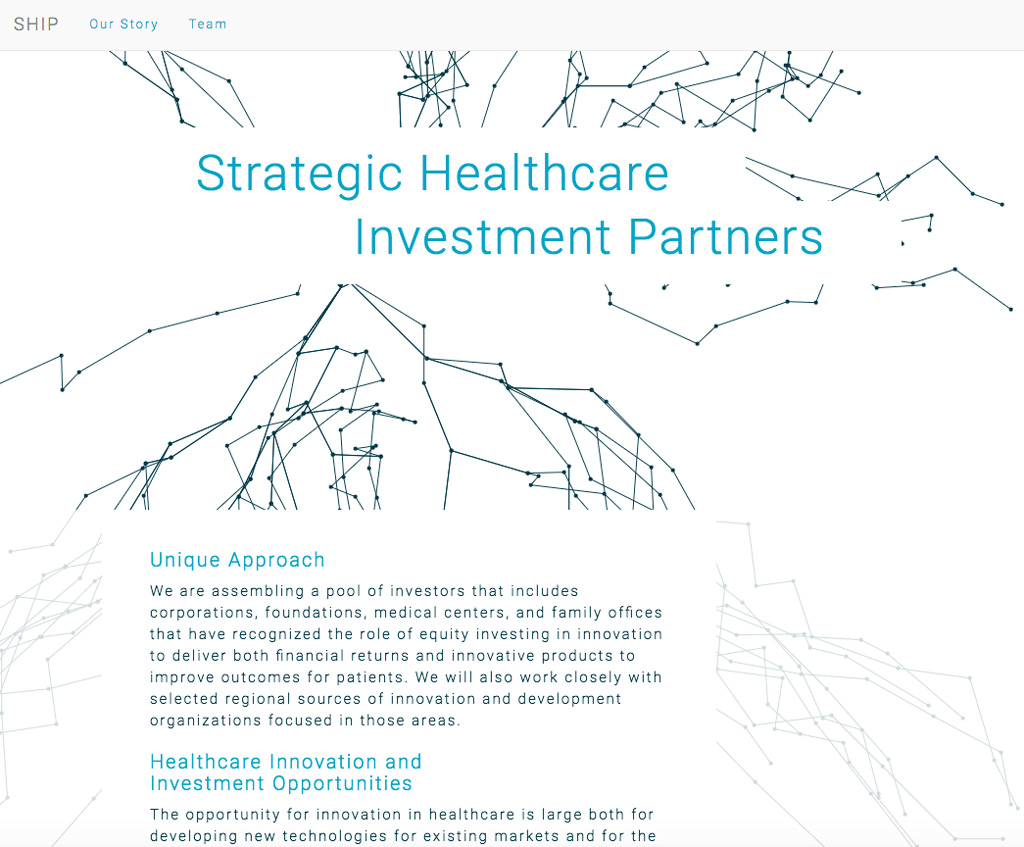 SHIP Our Story Team
Strategic Healthcare
Investment Partners
Unique Approach
We are assembling a pool of investors that includes
corporations, foundations, medical centers, and family offices
that have recognized the role of equity investing in innovation
to deliver both financial returns and innovative products to
improve outcomes for patients. We will also work closely with
selected regional sources of innovation and development
organizations focused in those areas.
Healthcare Innovation and
Investment Opportunities
The opportunity for innovation in healthcare is large both for
developing new technologies for existing markets and for the